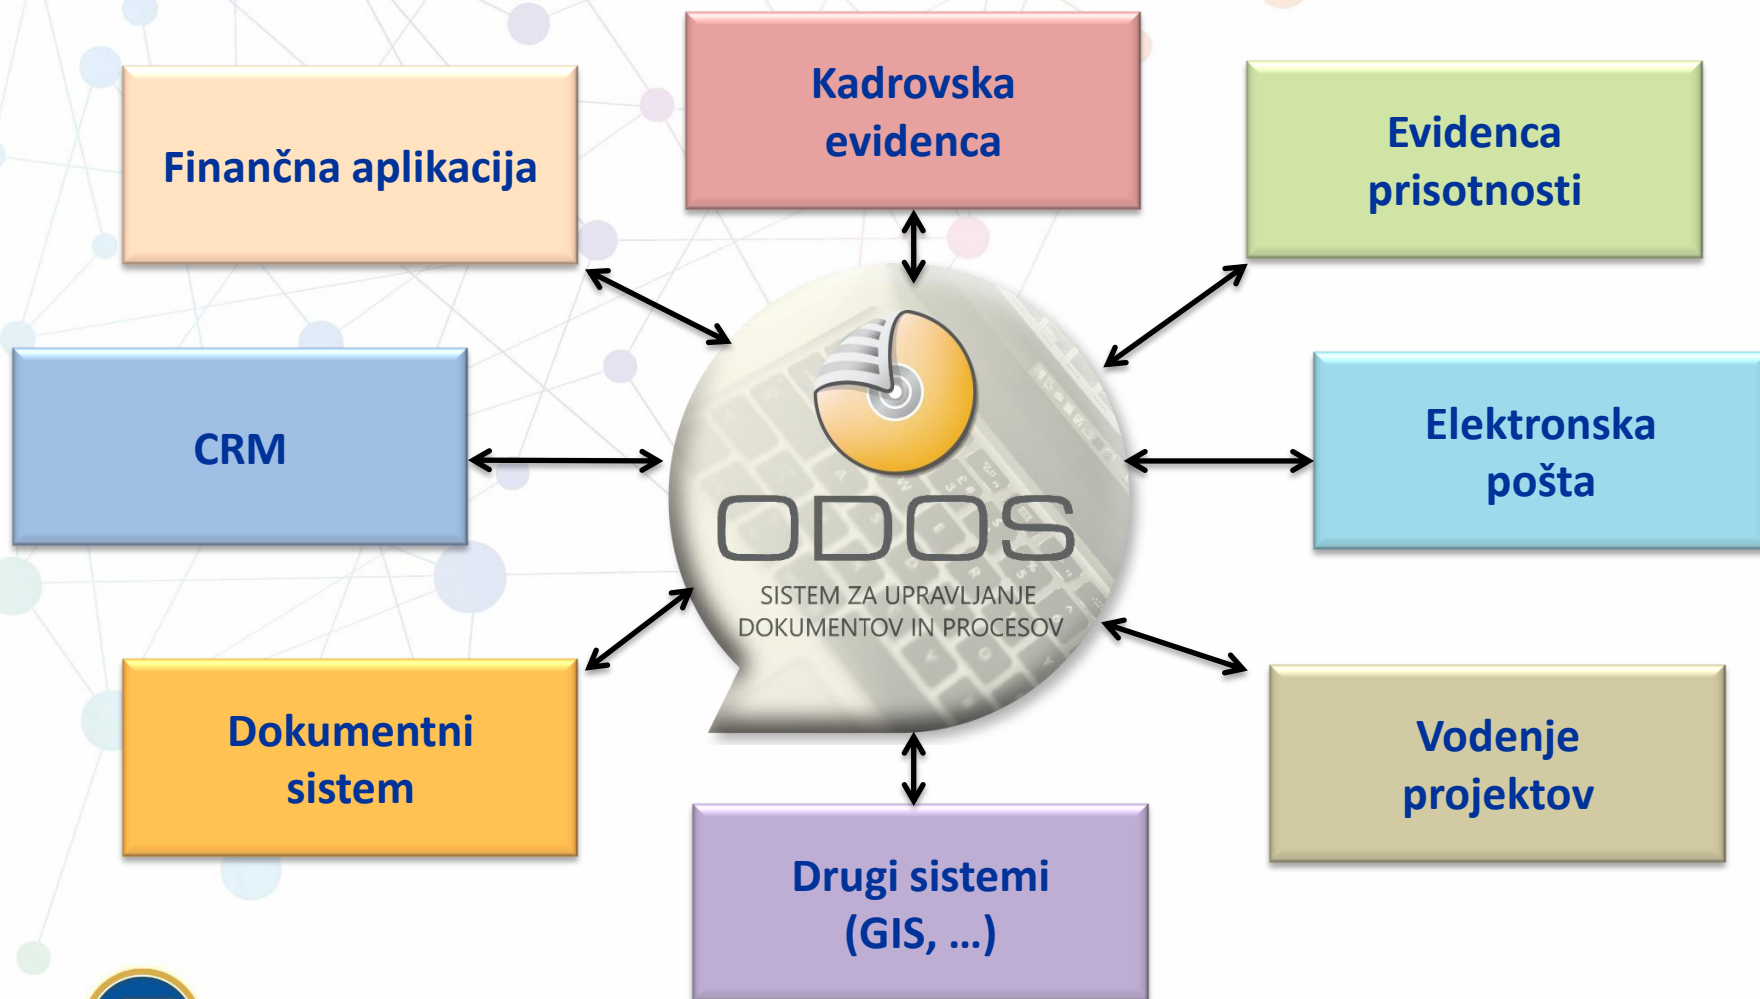 Kadrovska
evidenca
Finančna aplikacija
Evidenca
prisotnosti
CRM
Elektronska
pošta
ODOS
SISTEM ZA UPRAVLJANJE
DOKUMENTOV IN PROCESOV
Dokumentni
sistem
Vodenje
projektov
Drugi sistemi
(GIS, ...)